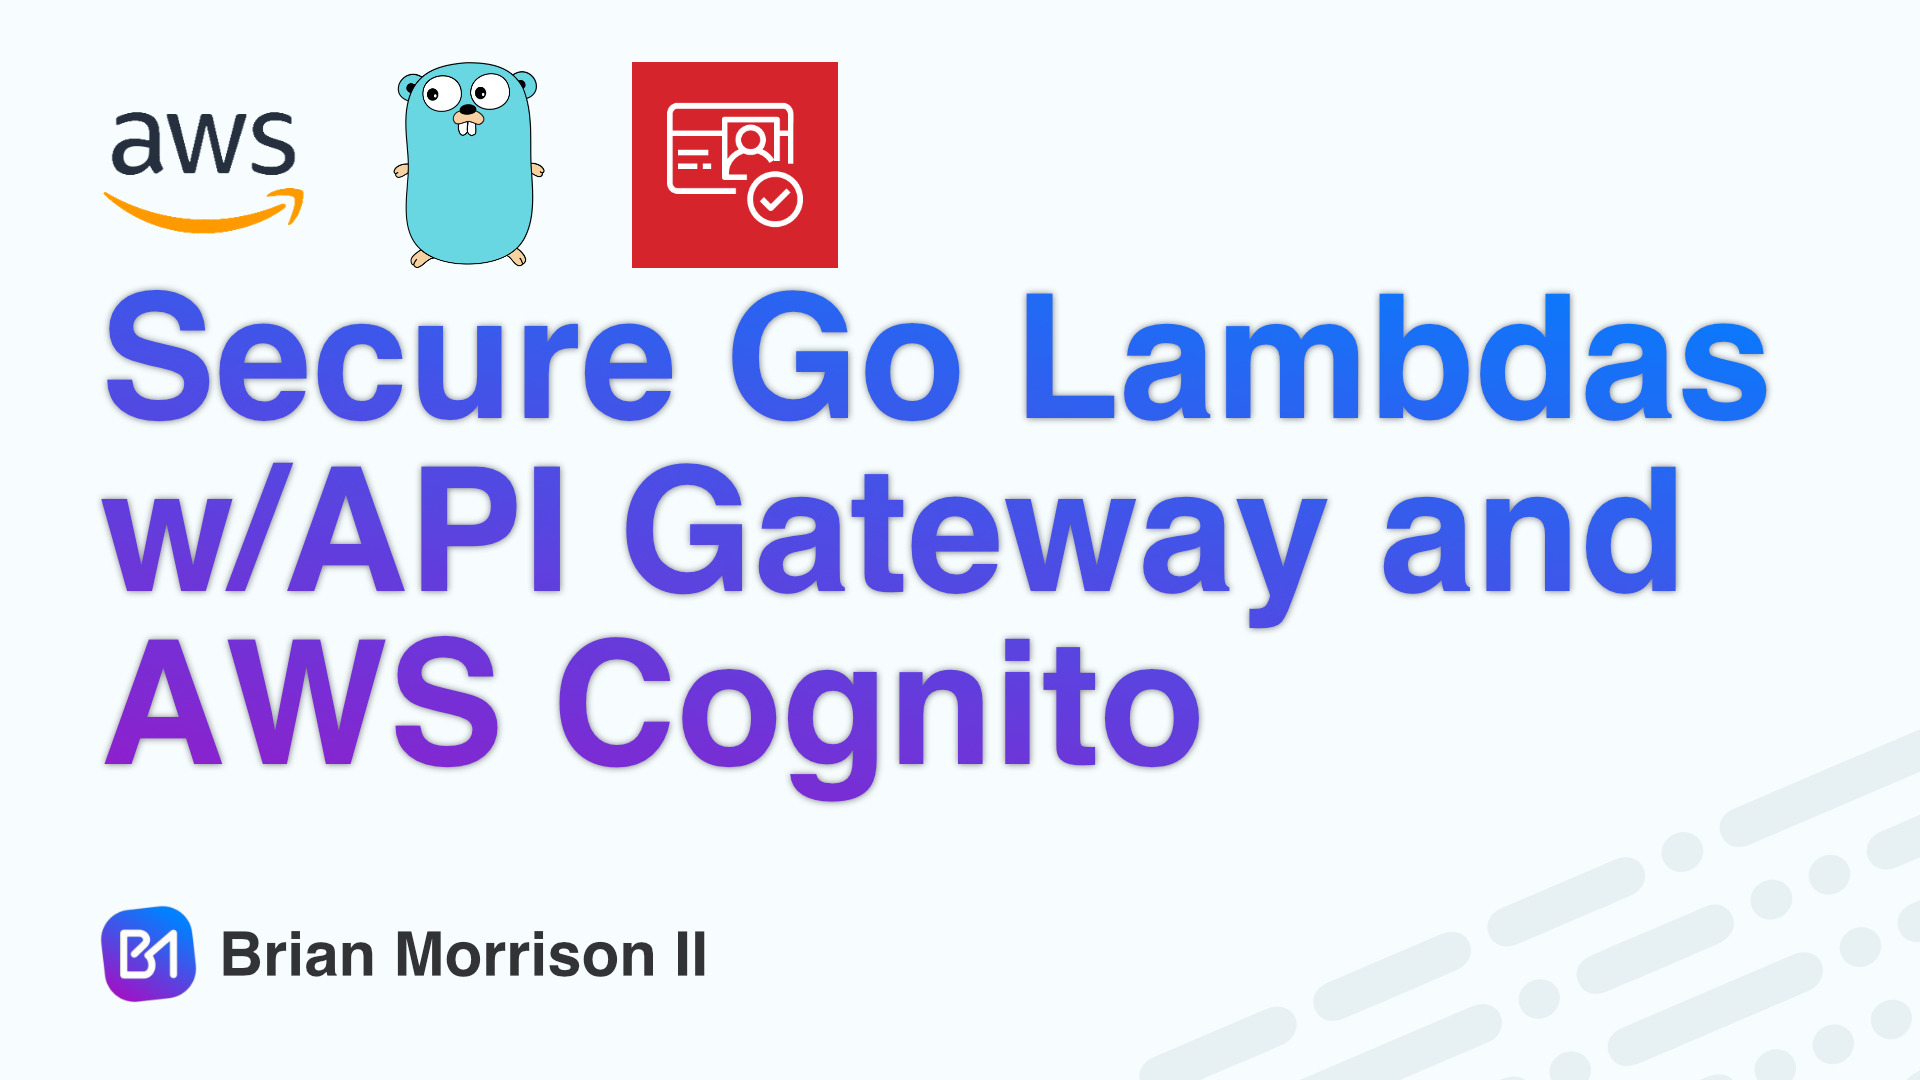 aws
Secure Go Lambdas
w/API Gateway and
AWS Cognito
Brian Morrison II